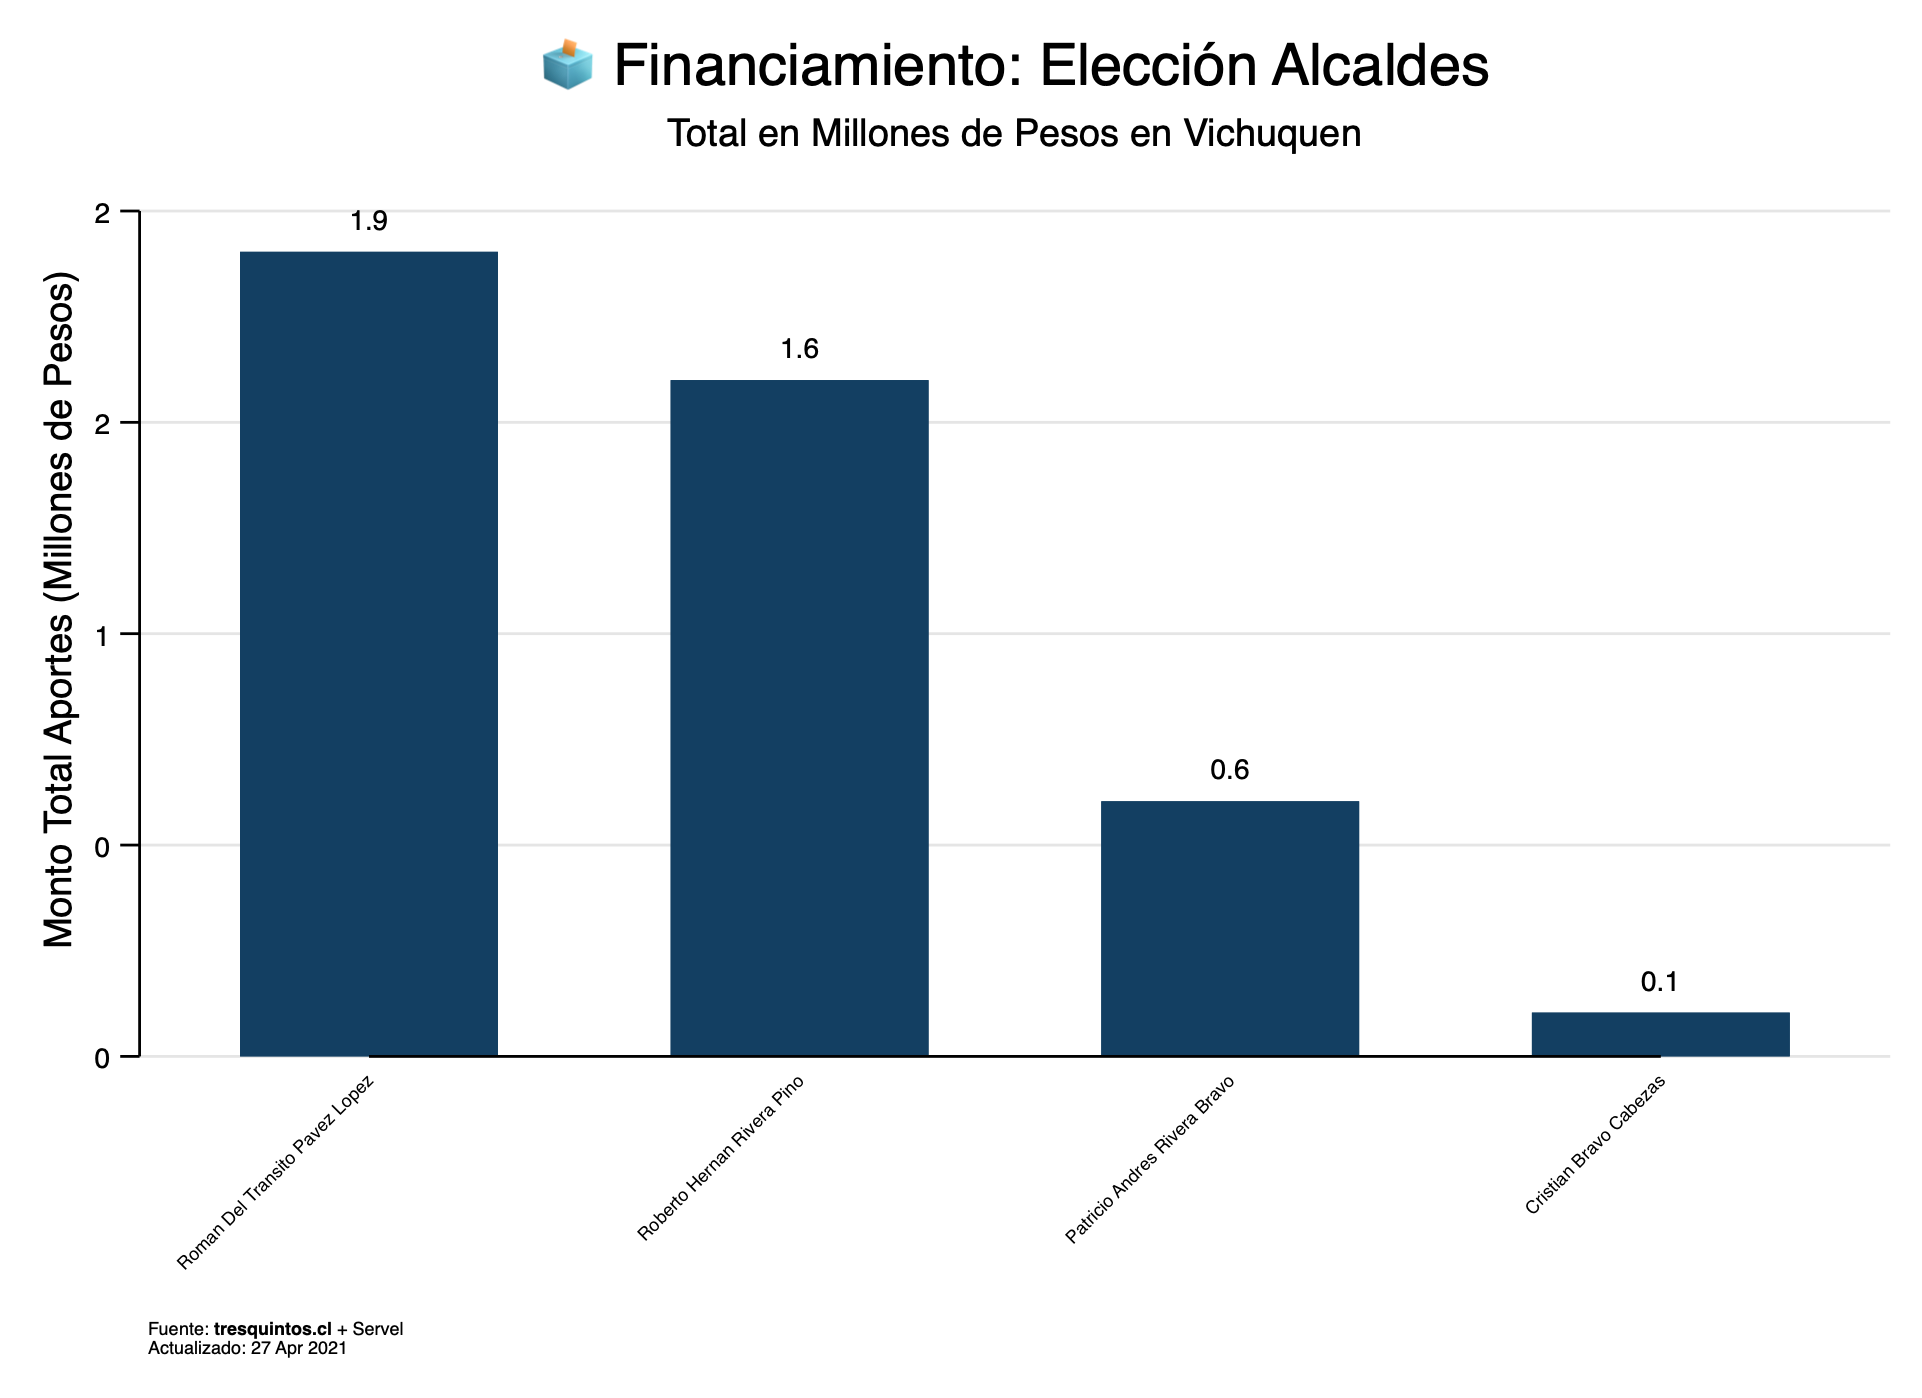 Financiamiento: Elección Alcaldes
Total en Millones de Pesos en Vichuquen
Monto Total Aportes (Millones de Pesos)
2
2
1
0
0
1.9
1.6
0.6
0.1
Roman Del Transito Pavez Lopez
Roberto Hernan Rivera Pino
Patricio Andres Rivera Bravo
Cristian Bravo Cabezas
Fuente: tresquintos.cl + Servel
Actualizado: 27 Apr 2021